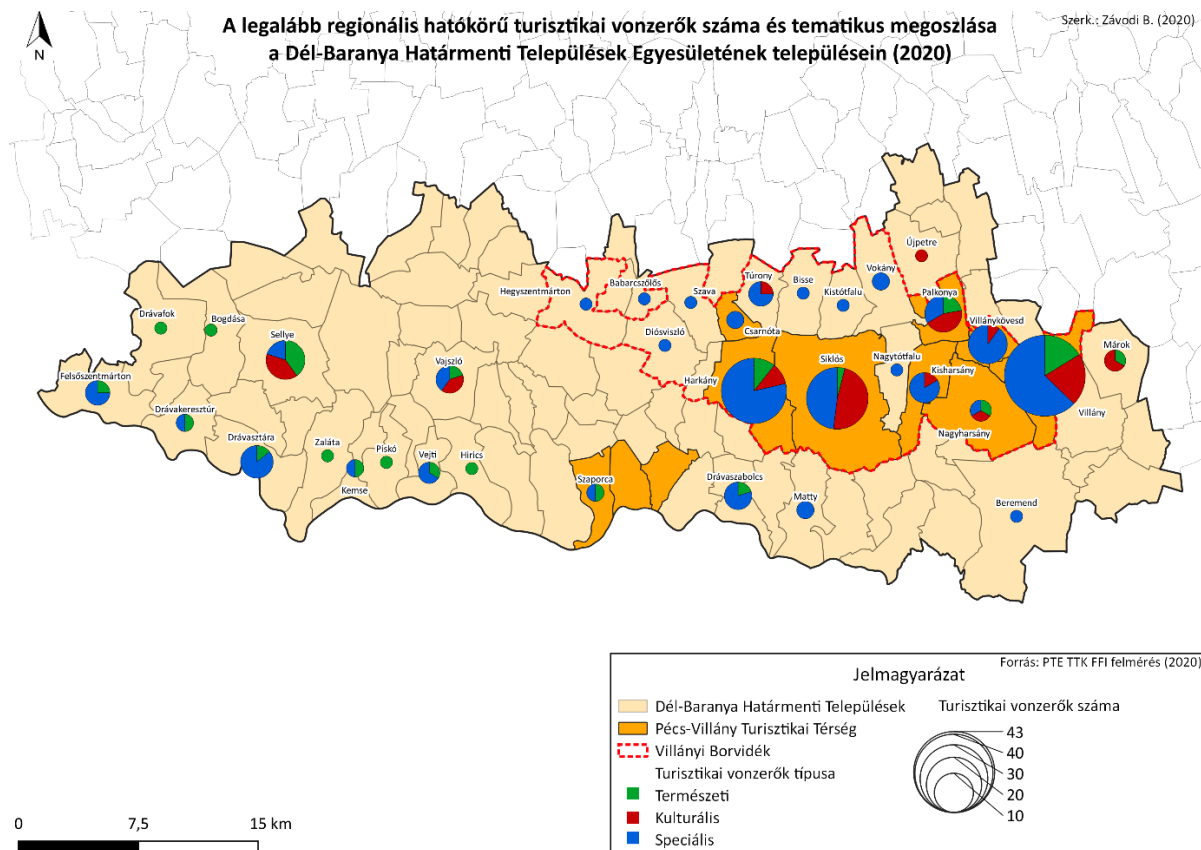 A legalább regionális hatókörű turisztikai vonzerők száma és tematikus megoszlása
a Dél-Baranya Határmenti Települések Egyesületének településein (2020)
Szerk.: Závodi B. (2020)
N
Újpetre
Vokány
Túrony
Bisse
Babarcszőlős
Hegyszentmárton
Szava
Kistótfalu
Palkonya
Drávafok
Bogdása
Villánykövesd
Csarnóta
Sellye
Diósviszló
Márok
Vajszló
Siklós
Nagytótfalu
Felsőszentmárton
Harkány
Kisharsány
Drávakeresztúr
Villány
Nagyharsány
Drávasztára
Zaláta
Piskó
Vejti
Hirics
Kemse
Szaporca
Drávaszabolcs
Matty
Beremend
Forrás: PTE TTK FFI felmérés (2020)
Jelmagyarázat
Dél-Baranya Határmenti Települések
Pécs-Villány Turisztikai Térség
Villányi Borvidék
Turisztikai vonzerők típusa
Természeti
Kulturális
Speciális
Turisztikai vonzerők száma
43
40
30
20
10
0 7,5 15 km